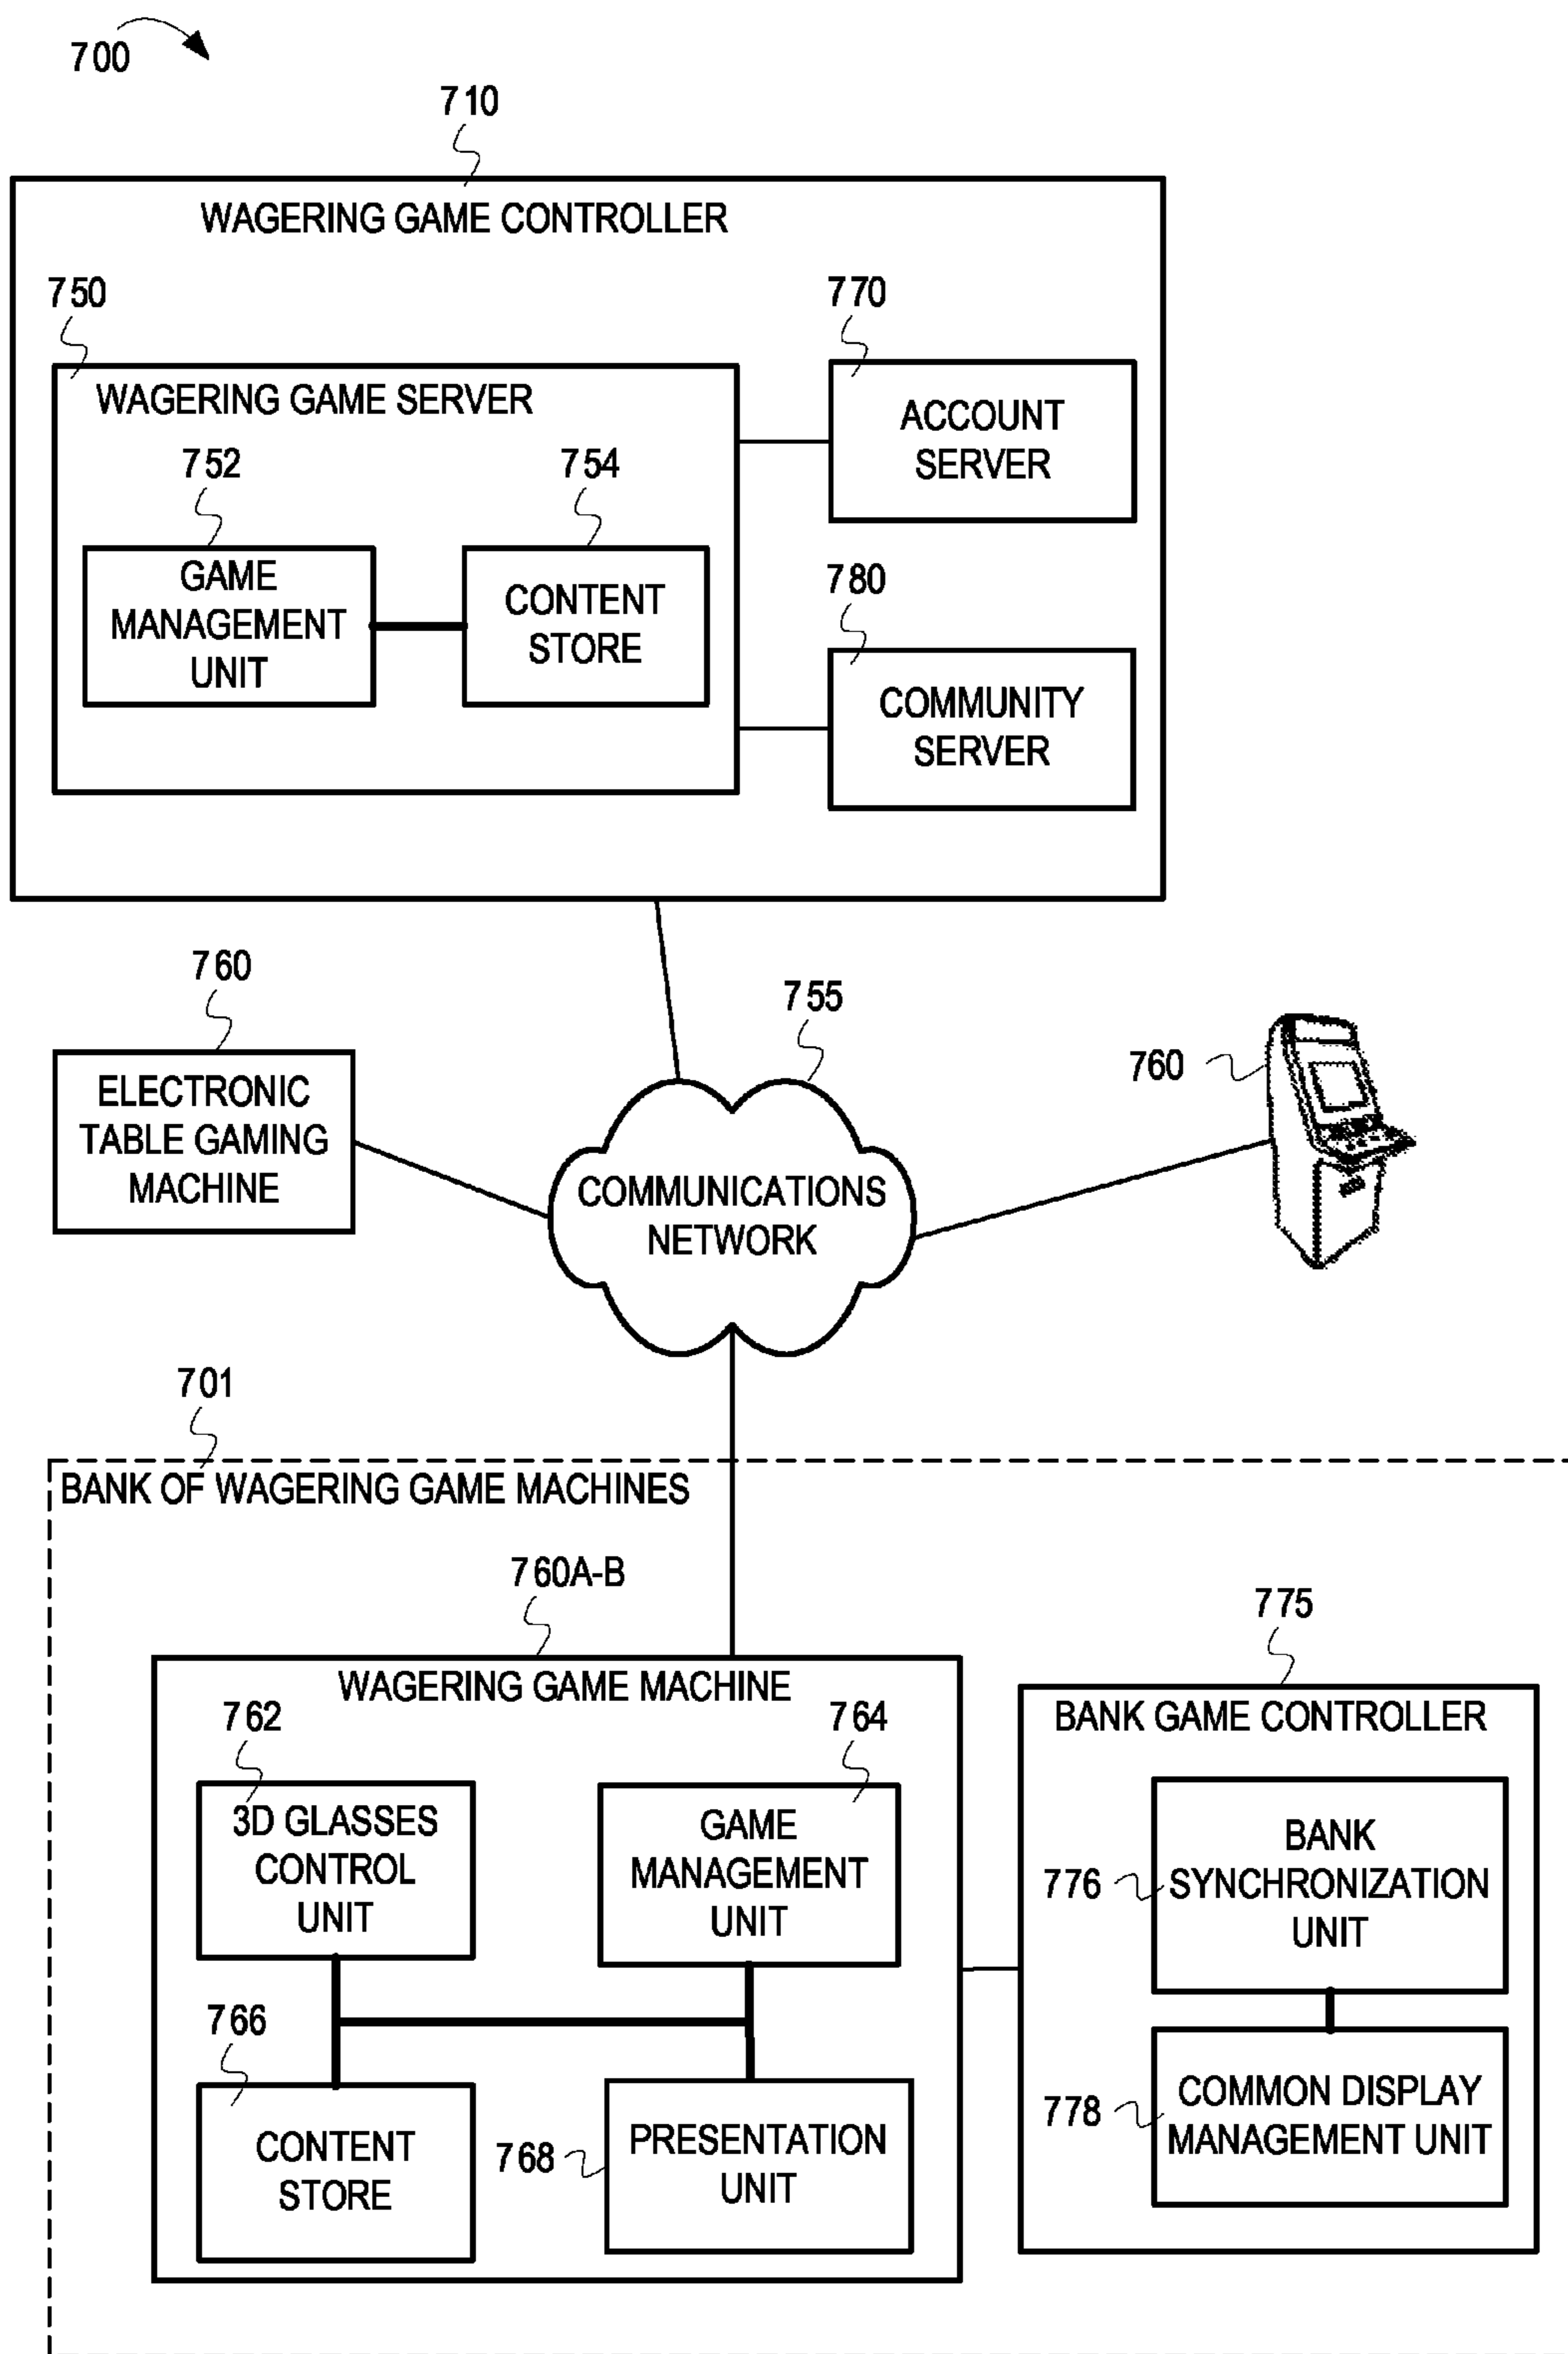 700
710
WAGERING GAME CONTROLLER
750
770
WAGERING GAME SERVER
ACCOUNT
SERVER
752
754
GAME
MANAGEMENT
UNIT
CONTENT
STORE
780
COMMUNITY
SERVER
760
755
760
ELECTRONIC
TABLE GAMING
MACHINE
COMMUNICATIONS
NETWORK
701
BANK OF WAGERING GAME MACHINES
760A-B
775
WAGERING GAME MACHINE
BANK GAME CONTROLLER
762
764
3D GLASSES
CONTROL
UNIT
GAME
MANAGEMENT
UNIT
776
BANK
SYNCHRONIZATION
UNIT
766
CONTENT
STORE
768
PRESENTATION
UNIT
778
COMMON DISPLAY
MANAGEMENT UNIT